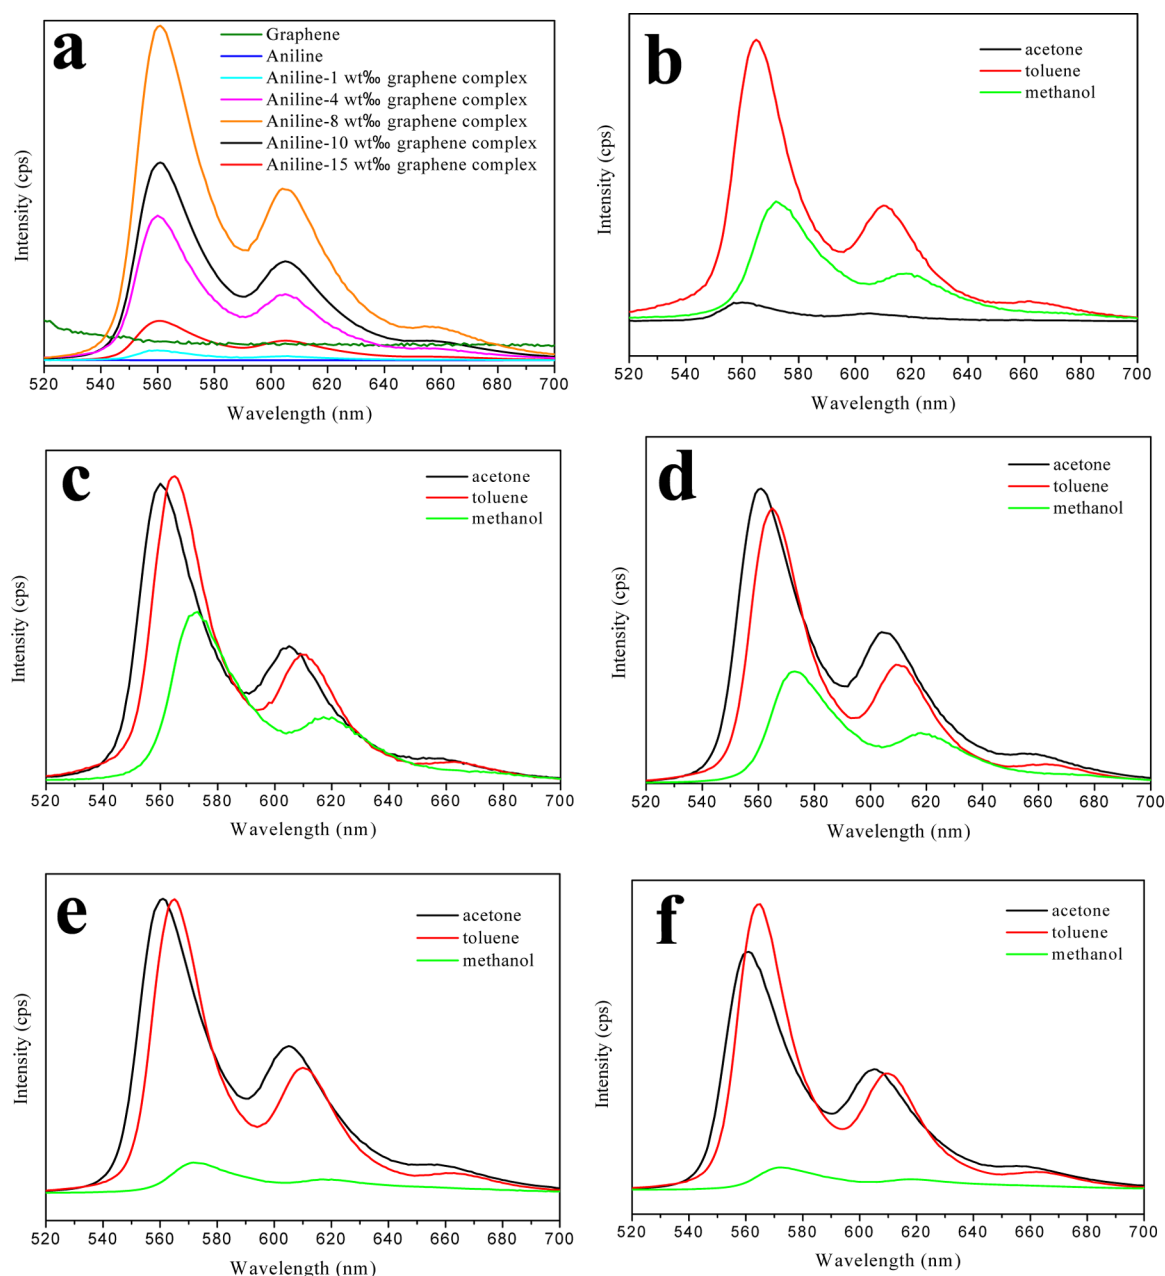 a
Graphene
Aniline
Aniline-1 wt‰ graphene complex
Aniline-4 wt‰ graphene complex
Aniline-8 wt‰ graphene complex
Aniline-10 wt‰ graphene complex
Aniline-15 wt‰ graphene complex
Intensity (cps)
520 540 560 580 600 620 640 660 680 700
Wavelength (nm)
b
acetone
toluene
methanol
Intensity (cps)
520 540 560 580 600 620 640 660 680 700
Wavelength (nm)
c
acetone
toluene
methanol
Intensity (cps)
520 540 560 580 600 620 640 660 680 700
Wavelength (nm)
d
acetone
toluene
methanol
Intensity (cps)
520 540 560 580 600 620 640 660 680 700
Wavelength (nm)
e
acetone
toluene
methanol
Intensity (cps)
520 540 560 580 600 620 640 660 680 700
Wavelength (nm)
f
acetone
toluene
methanol
Intensity (cps)
520 540 560 580 600 620 640 660 680 700
Wavelength (nm)